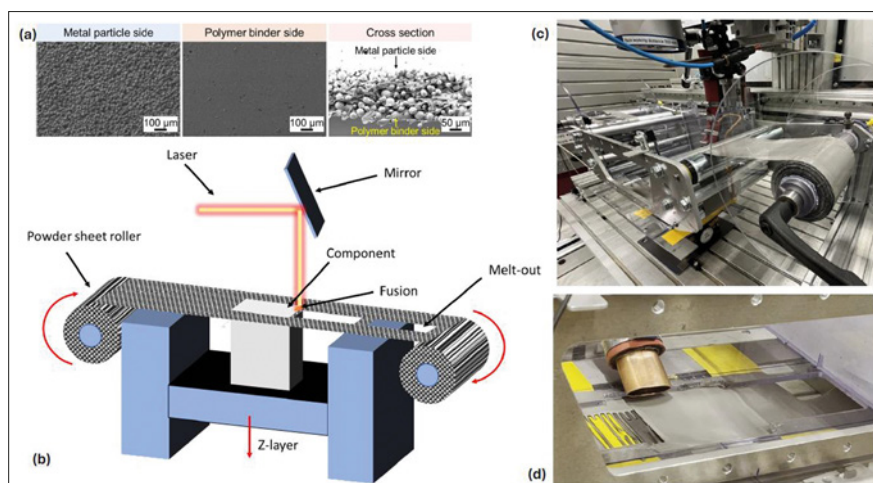 (a)
Metal particle side
Polymer binder side
Cross section
Metal particle side
100 μm
100 μm
50 μm
Polymer binder side
Laser
Mirror
Powder sheet roller
Component
Melt-out
Fusion
Z-layer
(b)
(c)
(d)